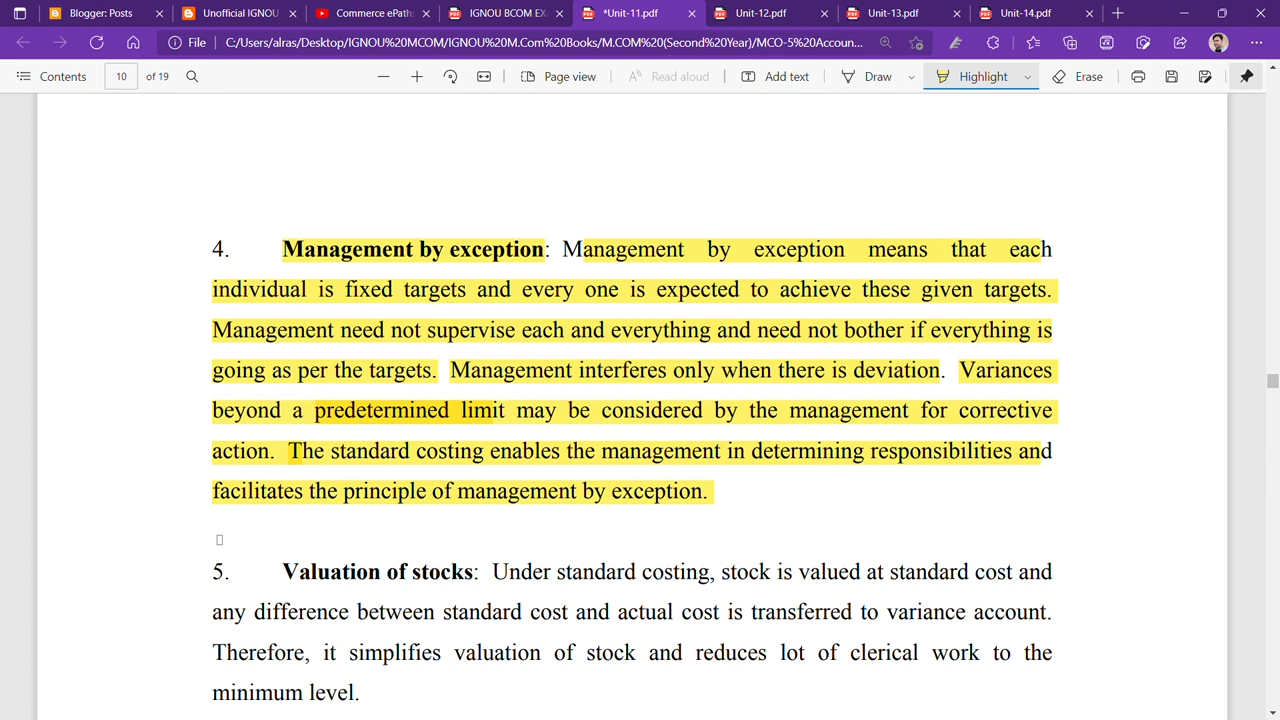 Blogger: Posts
Unofficial IGNOU
Commerce ePath
IGNOU BCOM EX
*Unit-11.pdf
Unit-12.pdf
Unit-13.pdf
Unit-14.pdf
File
C:/Users/alras/Desktop/IGNOU%20MCOM/IGNOU%20M.Com%20Books/M.COM%20(Second%20Year)/MCO-5%20Accoun...
Contents
10 of 19
Page view
Read aloud
Add text
Draw
Highlight
Erase
4. Management by exception: Management by exception means that each
individual is fixed targets and every one is expected to achieve these given targets.
Management need not supervise each and everything and need not bother if everything is
going as per the targets. Management interferes only when there is deviation. Variances
beyond a predetermined limit may be considered by the management for corrective
action. The standard costing enables the management in determining responsibilities and
facilitates the principle of management by exception.
5. Valuation of stocks: Under standard costing, stock is valued at standard cost and
any difference between standard cost and actual cost is transferred to variance account.
Therefore, it simplifies valuation of stock and reduces lot of clerical work to the
minimum level.